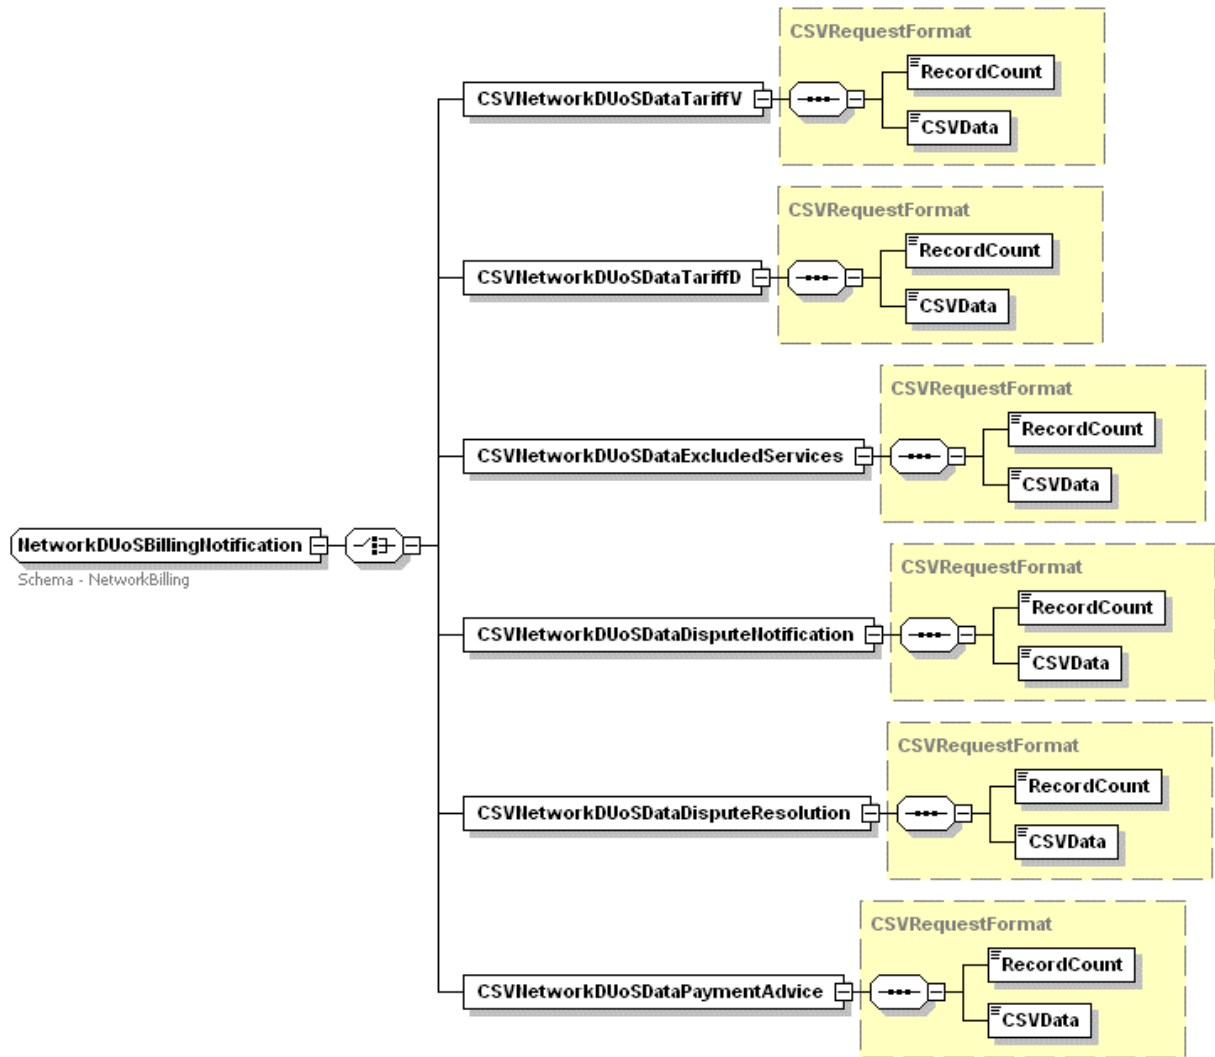 CSVRequestFormat
RecordCount
CSVNetworkDUoSDataTariffV
CSVData
CSVRequestFormat
RecordCount
CSVNetworkDUoSDataTariffD
CSVData
CSVRequestFormat
RecordCount
CSVNetworkDUoSDataExcludedServices
CSVData
NetworkDUoSBillingNotification
Schema - NetworkBilling
CSVRequestFormat
RecordCount
CSVNetworkDUoSDataDisputeNotification
CSVData
CSVRequestFormat
RecordCount
CSVNetworkDUoSDataDisputeResolution
CSVData
CSVRequestFormat
RecordCount
CSVNetworkDUoSDataPaymentAdvice
CSVData